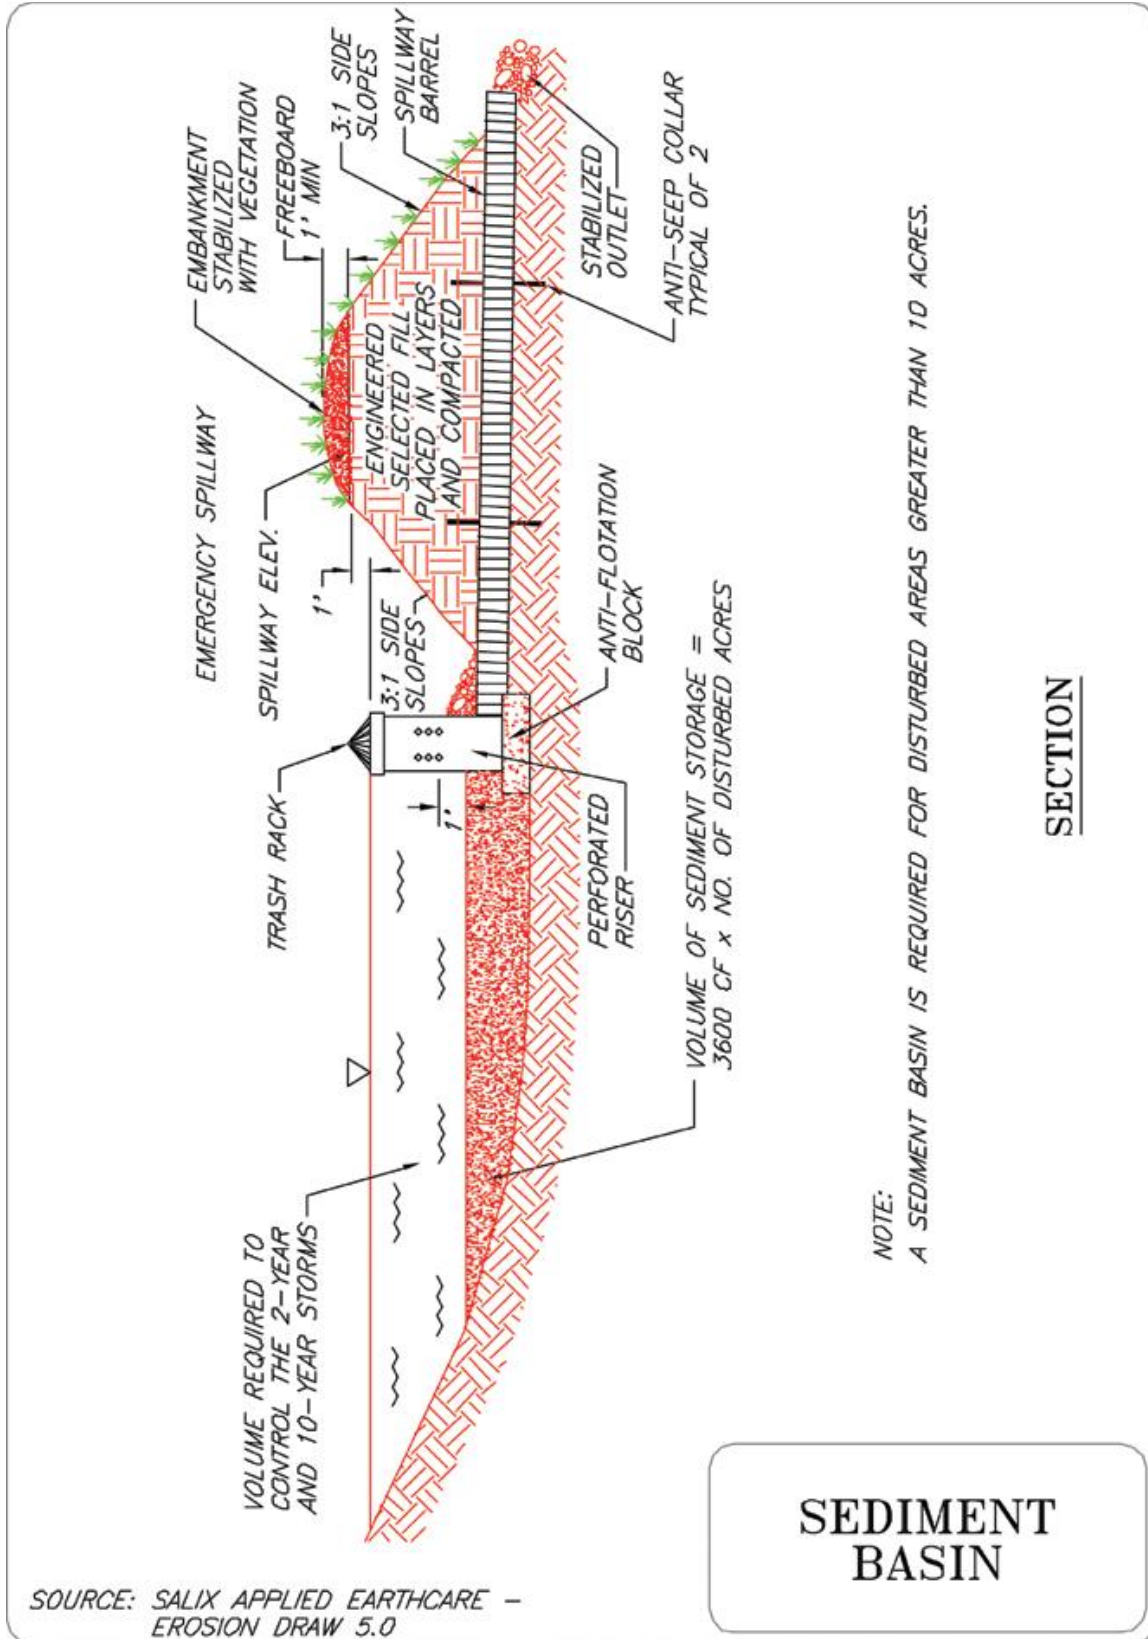 EMBANKMENT
STABILIZED
WITH VEGETATION
FREEBOARD
1' MIN
3:1 SIDE
SLOPES
SPILLWAY
BARREL
EMERGENCY SPILLWAY
SPILLWAY ELEV.
1'
TRASH RACK
3:1 SIDE
SLOPES
ENGINEERED
SELECTED FILL
PLACED IN LAYERS
AND COMPACTED
STABILIZED
OUTLET
ANTI-SEEP COLLAR
TYPICAL OF 2
VOLUME REQUIRED TO
CONTROL THE 2-YEAR
AND 10-YEAR STORMS
1'
PERFORATED
RISER
ANTI-FLOTATION
BLOCK
VOLUME OF SEDIMENT STORAGE =
3600 CF x NO. OF DISTURBED ACRES
NOTE:
A SEDIMENT BASIN IS REQUIRED FOR DISTURBED AREAS GREATER THAN 10 ACRES.
SECTION
SOURCE: SALIX APPLIED EARTHCARE -
EROSION DRAW 5.0
SEDIMENT
BASIN